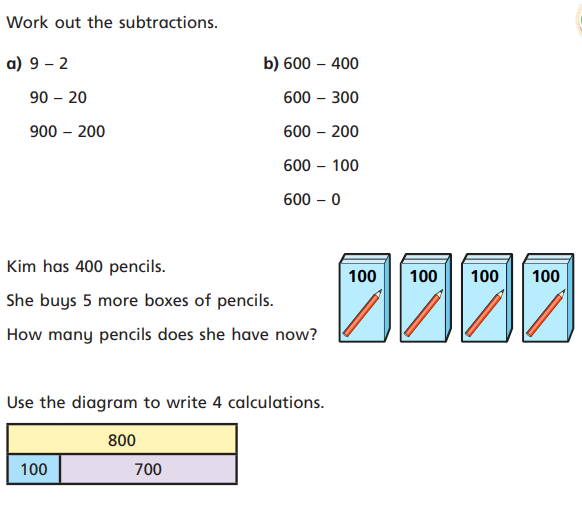 Work out the subtractions.
a) 9 – 2
90 – 20
900 – 200
b) 600 – 400
600 – 300
600 – 200
600 – 100
600 – 0
Kim has 400 pencils.
She buys 5 more boxes of pencils.
How many pencils does she have now?
100 100 100 100
Use the diagram to write 4 calculations.
800
100 700